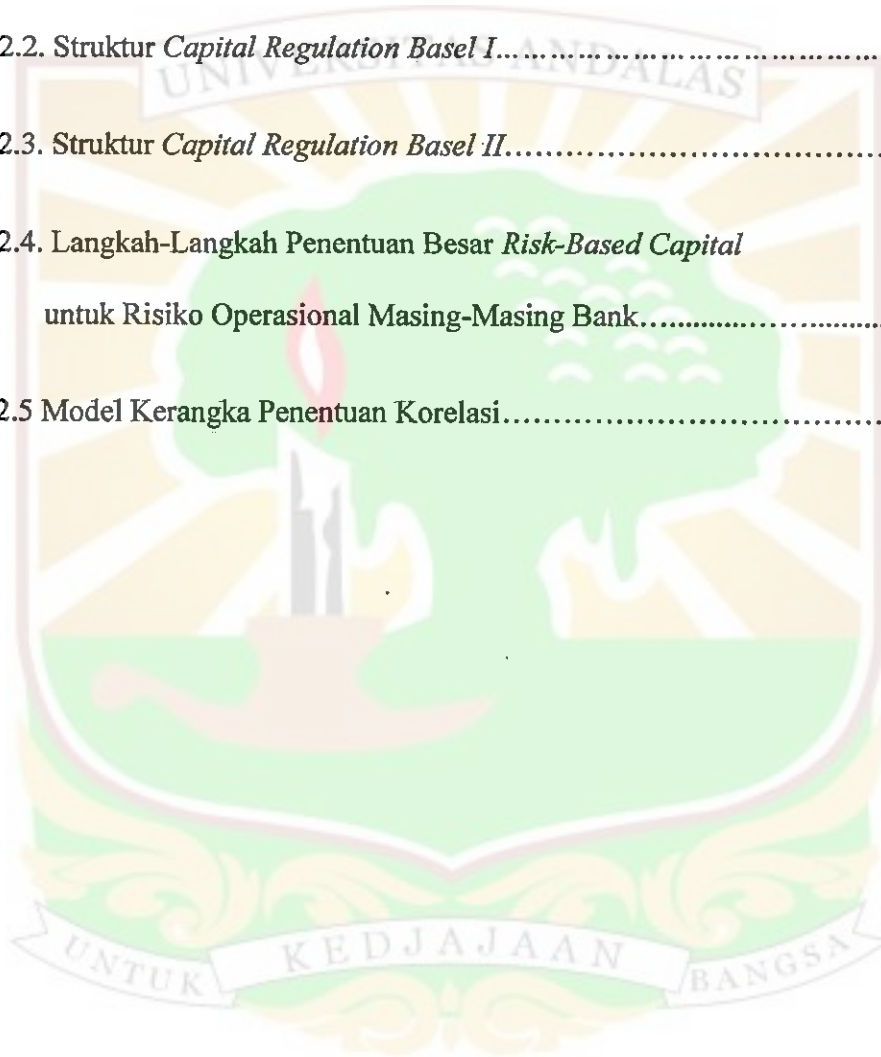 2.2. Struktur Capital Regulation Basel I................................................
UNIVERSITAS ANDALAS
2.3. Struktur Capital Regulation Basel II................................................
2.4. Langkah-Langkah Penentuan Besar Risk-Based Capital
untuk Risiko Operasional Masing-Masing Bank................................
2.5 Model Kerangka Penentuan Korelasi................................................
UNTUK KEDJAJAAN BANGSA